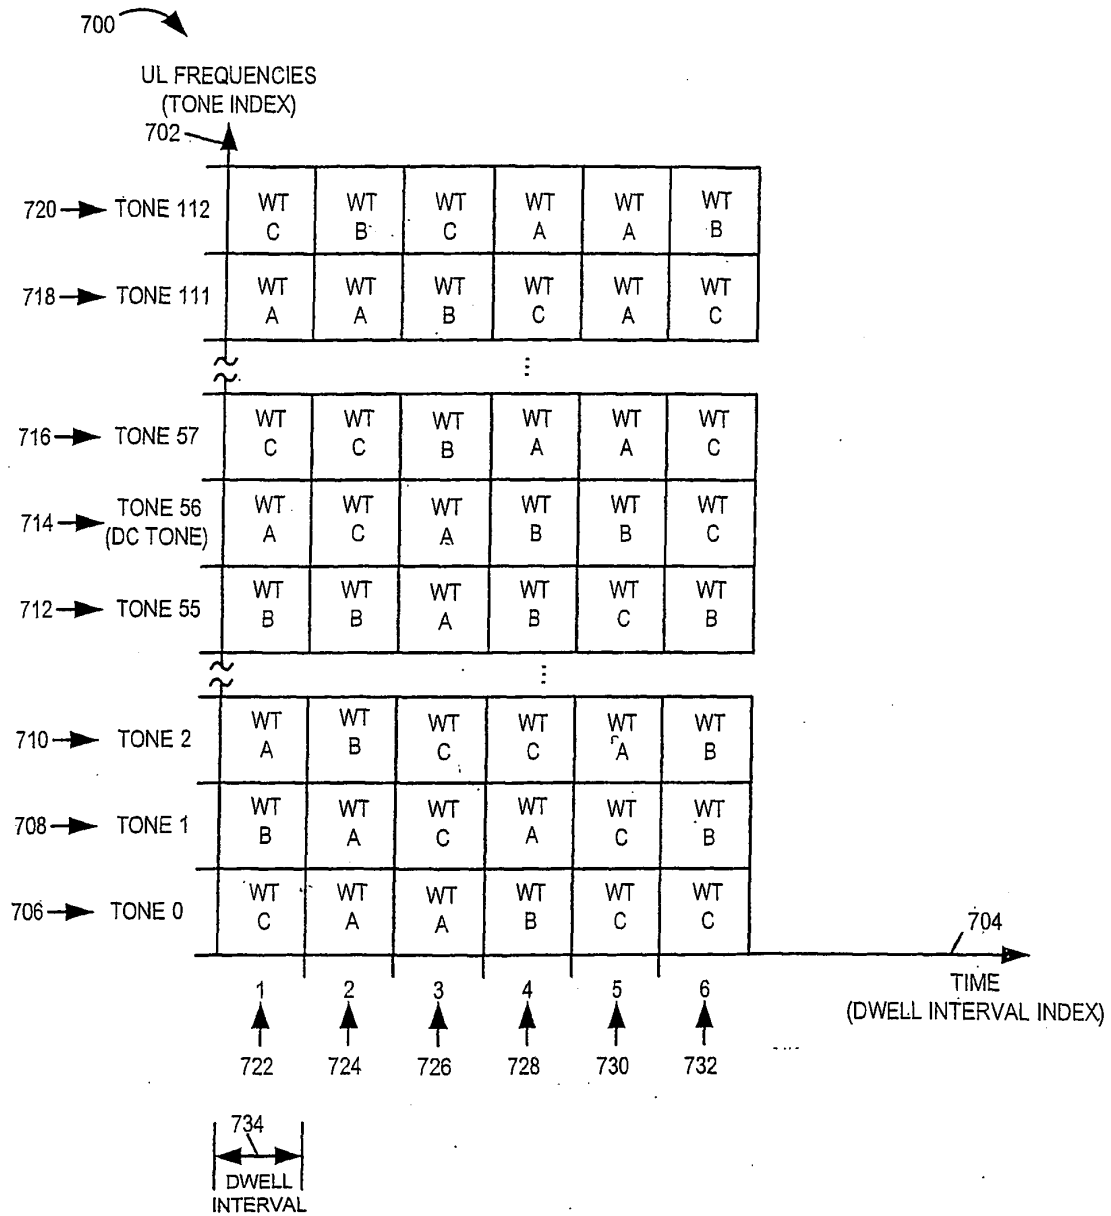 700
UL FREQUENCIES
(TONE INDEX)
702
720 TONE 112 WT C WT B WT C WT A WT A WT B
718 TONE 111 WT A WT A WT B WT C WT A WT C
...
716 TONE 57 WT C WT C WT B WT A WT A WT C
714 TONE 56 (DC TONE) WT A WT C WT A WT B WT B WT C
712 TONE 55 WT B WT B WT A WT B WT C WT B
...
710 TONE 2 WT A WT B WT C WT C WT A WT B
708 TONE 1 WT B WT A WT C WT A WT C WT B
706 TONE 0 WT C WT A WT A WT B WT C WT C
704
TIME
(DWELL INTERVAL INDEX)
1 2 3 4 5 6
722 724 726 728 730 732
734
DWELL
INTERVAL